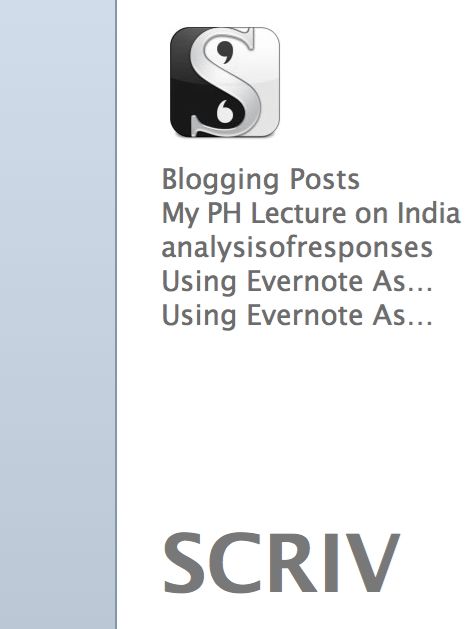 Blogging Posts
My PH Lecture on India
analysisofresponses
Using Evernote As...
Using Evernote As...
SCRIV